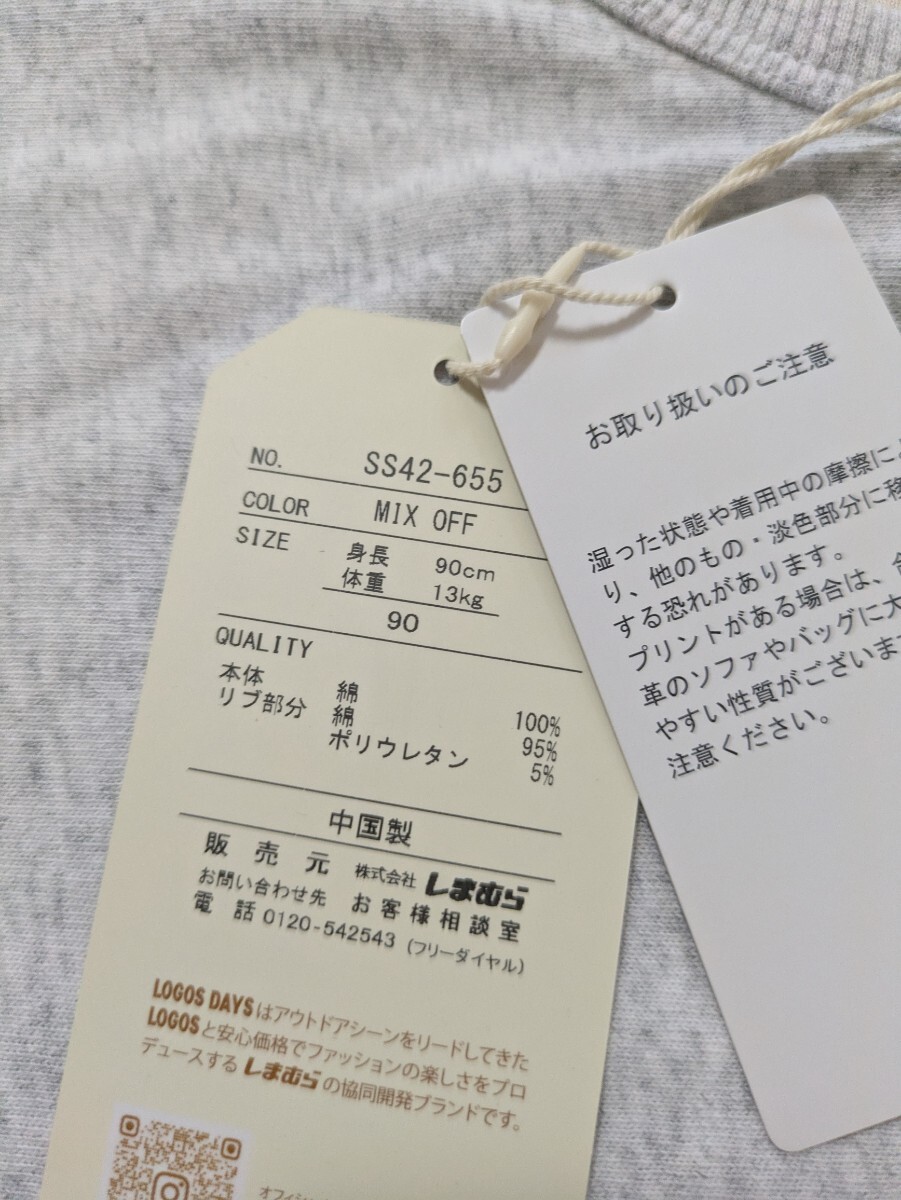 NO. SS42-655
COLOR MIX OFF
SIZE 身長 90cm
体重 13kg
90
QUALITY
本体 綿 100%
リブ部分 綿 95%
ポリウレタン 5%
中国製
販売元 株式会社 しまむら
お問い合わせ先 お客様相談室
電話 0120-542543 (フリーダイヤル)
LOGOS DAYSはアウトドアシーンをリードしてきた
LOGOSと安心価格でファッションの楽しさをプロ
デュースするしまむらの協同開発ブランドです。
オフィシ
お取り扱いのご注意
湿った状態や着用中の摩擦によ
り、他のもの・淡色部分に移
する恐れがあります。
プリントがある場合は、合
革のソファやバッグに
やすい性質がございます
注意ください。